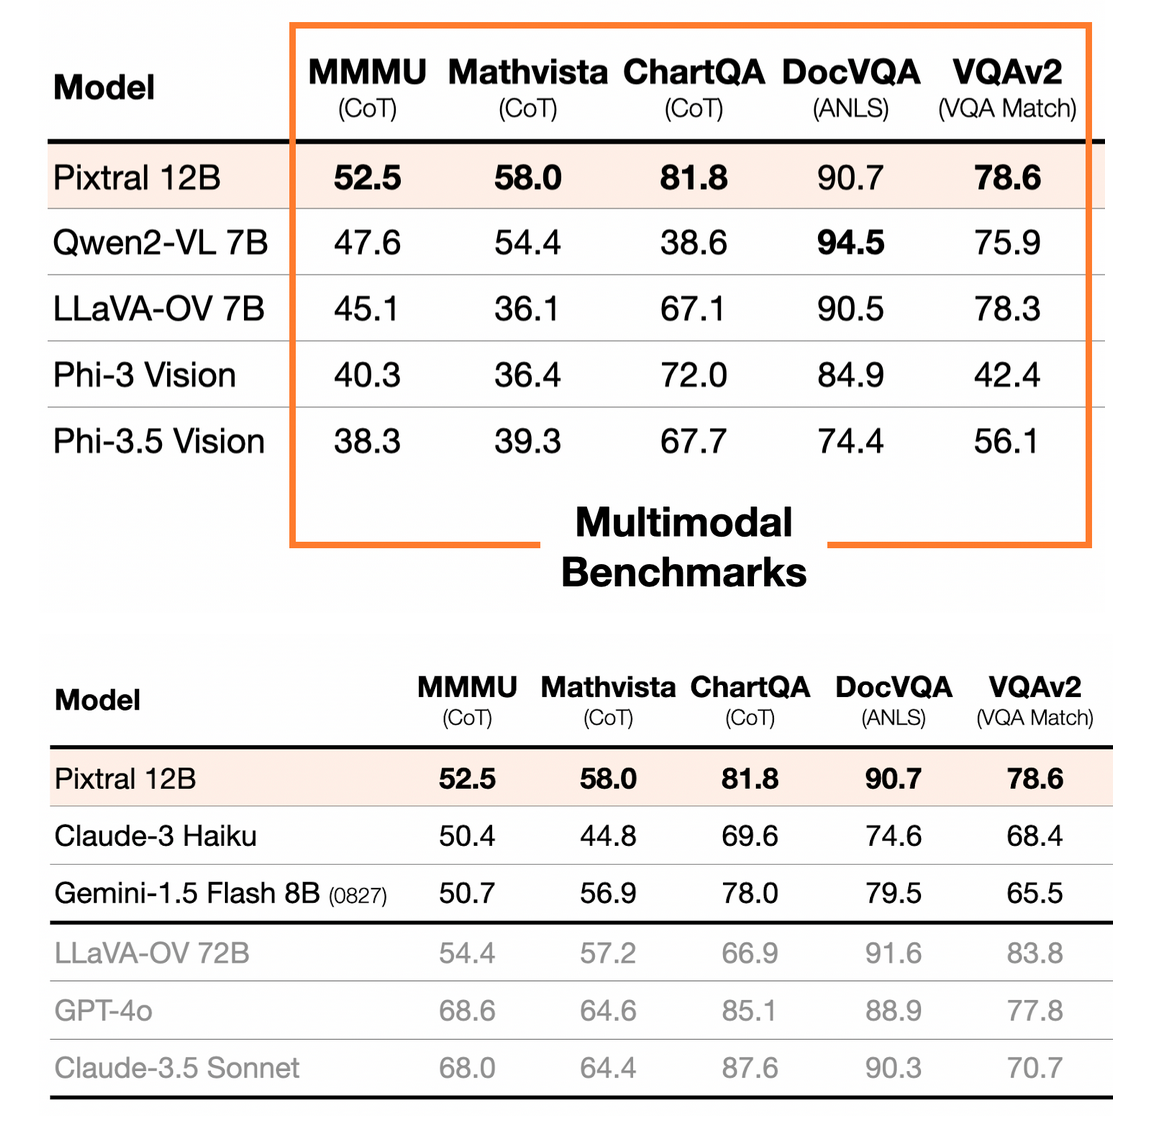 Model MMMU Mathvista ChartQA DocVQA VQAv2
(CoT) (CoT) (CoT) (ANLS) (VQA Match)
Pixtral 12B 52.5 58.0 81.8 90.7 78.6
Qwen2-VL 7B 47.6 54.4 38.6 94.5 75.9
LLaVA-OV 7B 45.1 36.1 67.1 90.5 78.3
Phi-3 Vision 40.3 36.4 72.0 84.9 42.4
Phi-3.5 Vision 38.3 39.3 67.7 74.4 56.1
Multimodal
Benchmarks
Model MMMU Mathvista ChartQA DocVQA VQAv2
(CoT) (CoT) (CoT) (ANLS) (VQA Match)
Pixtral 12B 52.5 58.0 81.8 90.7 78.6
Claude-3 Haiku 50.4 44.8 69.6 74.6 68.4
Gemini-1.5 Flash 8B (0827) 50.7 56.9 78.0 79.5 65.5
LLaVA-OV 72B 54.4 57.2 66.9 91.6 83.8
GPT-4o 68.6 64.6 85.1 88.9 77.8
Claude-3.5 Sonnet 68.0 64.4 87.6 90.3 70.7